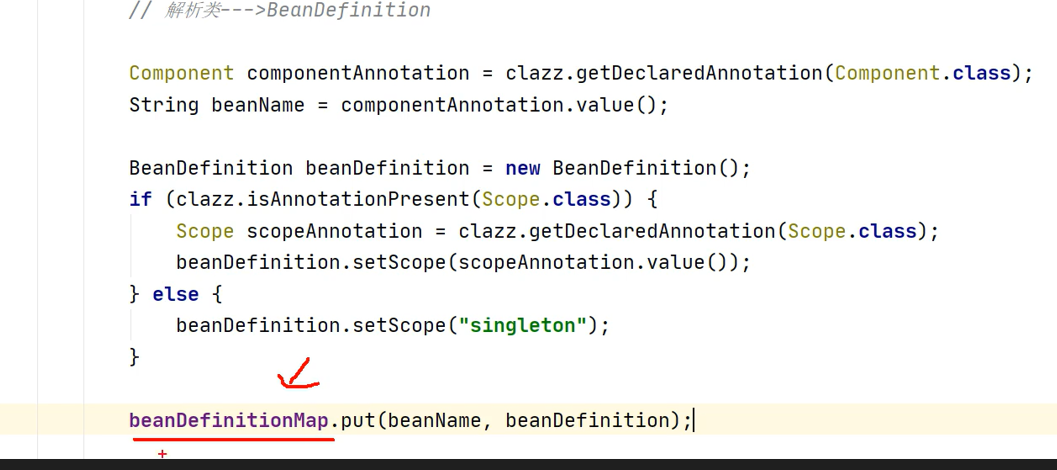 // 解析类--->BeanDefinition
Component componentAnnotation = clazz.getDeclaredAnnotation(Component.class);
String beanName = componentAnnotation.value();
BeanDefinition beanDefinition = new BeanDefinition();
if (clazz.isAnnotationPresent(Scope.class)) {
Scope scopeAnnotation = clazz.getDeclaredAnnotation(Scope.class);
beanDefinition.setScope(scopeAnnotation.value());
} else {
beanDefinition.setScope("singleton");
}
beanDefinitionMap.put(beanName, beanDefinition);